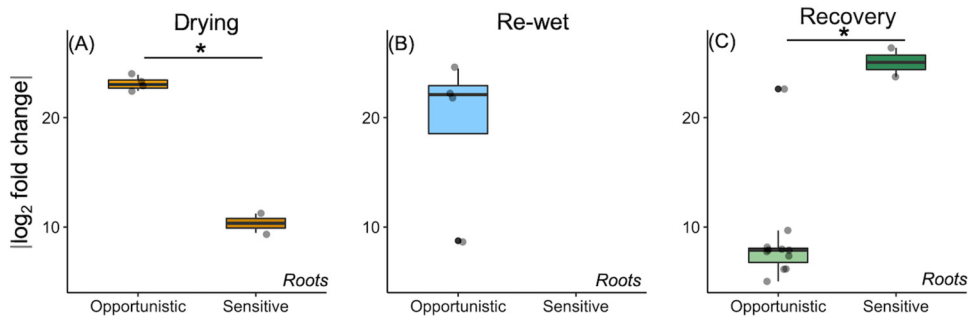 Drying
Re-wet
Recovery
(A)
*
(B)
(C)
*
|log₂ fold change|
20
10
20
10
20
10
Roots
Roots
Roots
Opportunistic Sensitive
Opportunistic Sensitive
Opportunistic Sensitive